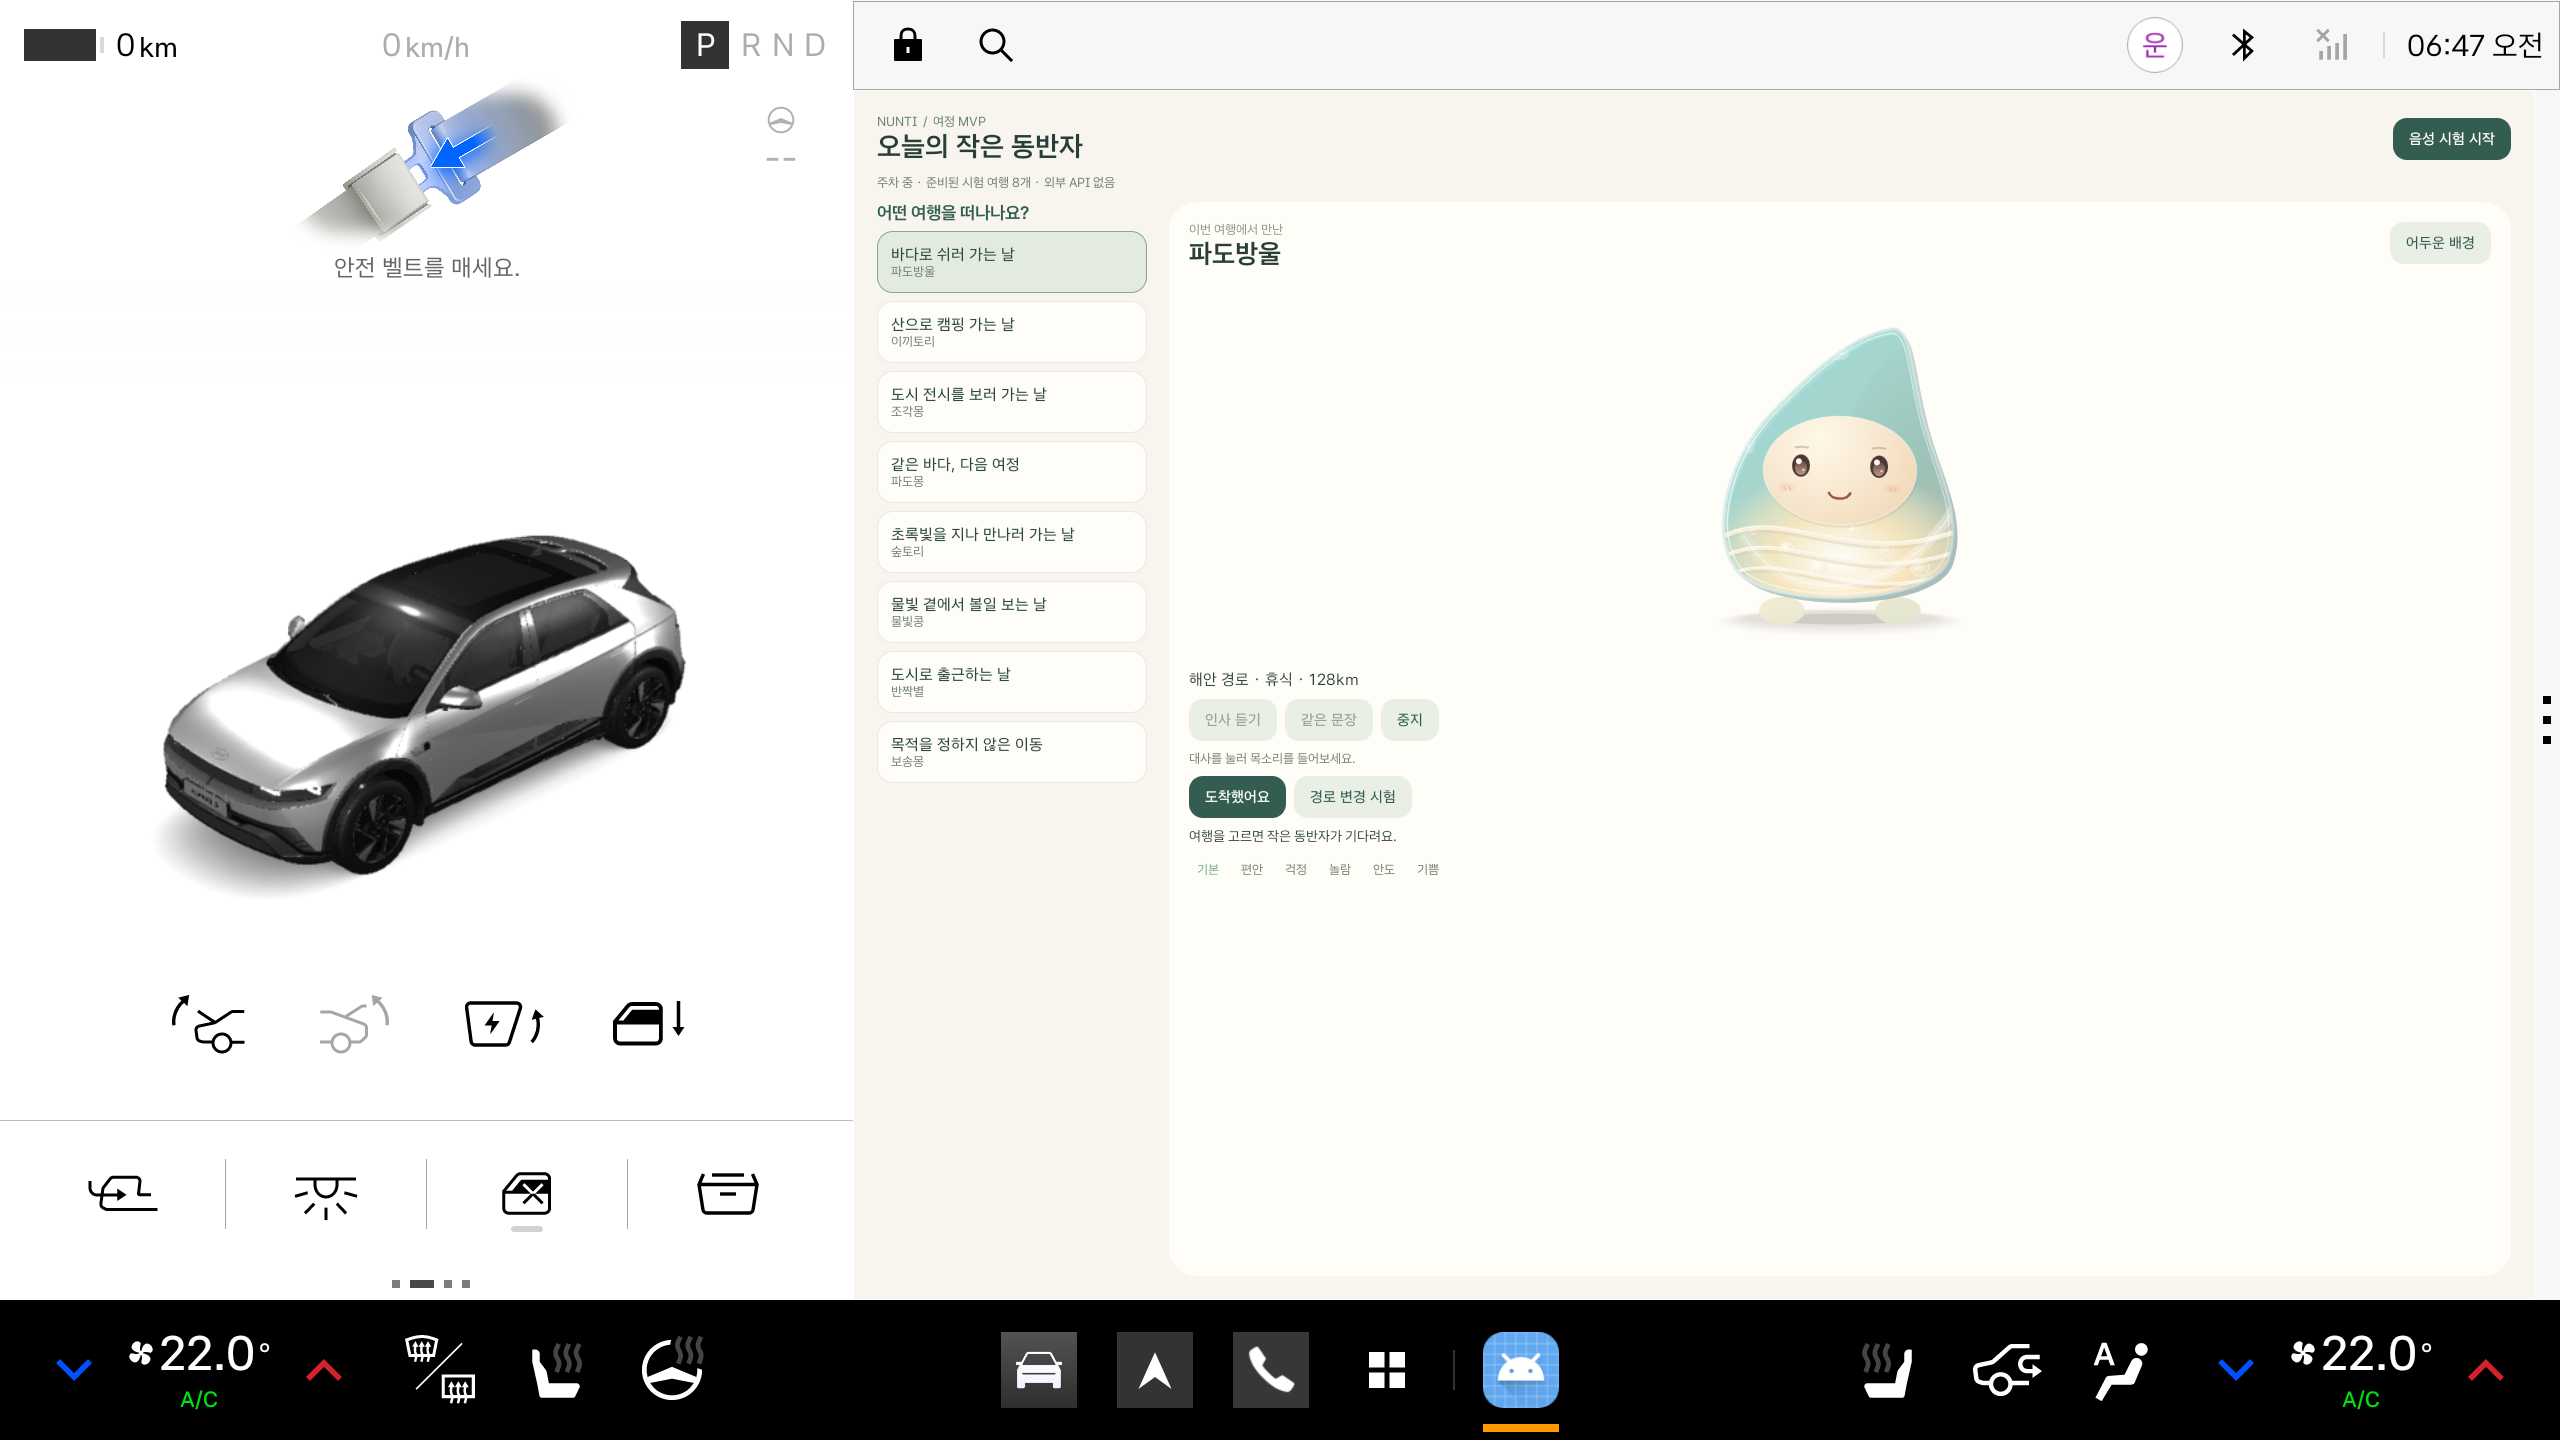 0 km
0 km/h
P R N D
운
06:47 오전
안전 벨트를 매세요.
NUNTI / 여정 MVP
오늘의 작은 동반자
음성 시험 시작
주차 중 · 준비된 시험 여행 8개 · 외부 API 없음
어떤 여행을 떠나나요?
바다로 쉬러 가는 날
파도방울
산으로 캠핑 가는 날
이끼토리
도시 전시를 보러 가는 날
조각몽
같은 바다, 다음 여정
파도몽
초록빛을 지나 만나러 가는 날
숲토리
물빛 곁에서 볼일 보는 날
물빛콩
도시로 출근하는 날
반짝별
목적을 정하지 않은 이동
보송몽
이번 여행에서 만난
파도방울
어두운 배경
해안 경로 · 휴식 · 128km
인사 듣기 같은 문장 중지
대사를 눌러 목소리를 들어보세요.
도착했어요 경로 변경 시험
여행을 고르면 작은 동반자가 기다려요.
기본 편안 걱정 놀람 안도 기쁨
22.0°
A/C
A
22.0°
A/C